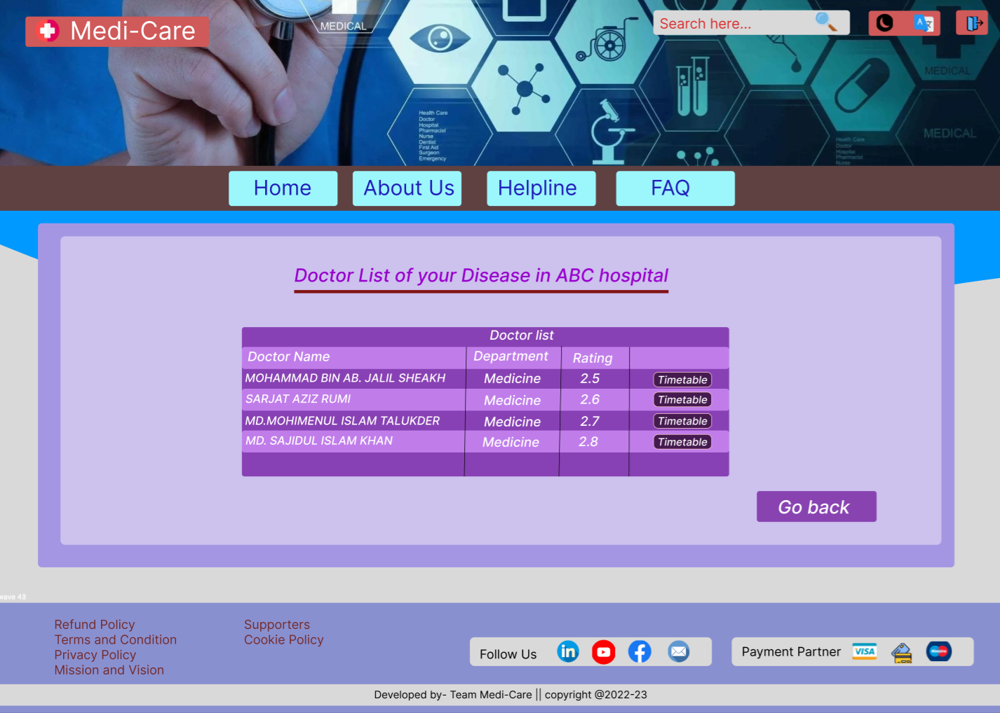 Medi-Care
MEDICAL
Search here...
MEDICAL
MEDICAL
Health Care
Doctor
Hospital
Pharmacist
Nurse
Dentist
First Aid
Surgeon
Emergency
Health Care
Doctor
Hospital
Pharmacist
Nurse
Home
About Us
Helpline
FAQ
Doctor List of your Disease in ABC hospital
Doctor list
Doctor Name Department Rating
MOHAMMAD BIN AB. JALIL SHEAKH Medicine 2.5 Timetable
SARJAT AZIZ RUMI Medicine 2.6 Timetable
MD.MOHIMENUL ISLAM TALUKDER Medicine 2.7 Timetable
MD. SAJIDUL ISLAM KHAN Medicine 2.8 Timetable
Go back
wave 43
Refund Policy
Terms and Condition
Privacy Policy
Mission and Vision
Supporters
Cookie Policy
Follow Us
in
Payment Partner
VISA
Maestro
Developed by- Team Medi-Care || copyright @2022-23